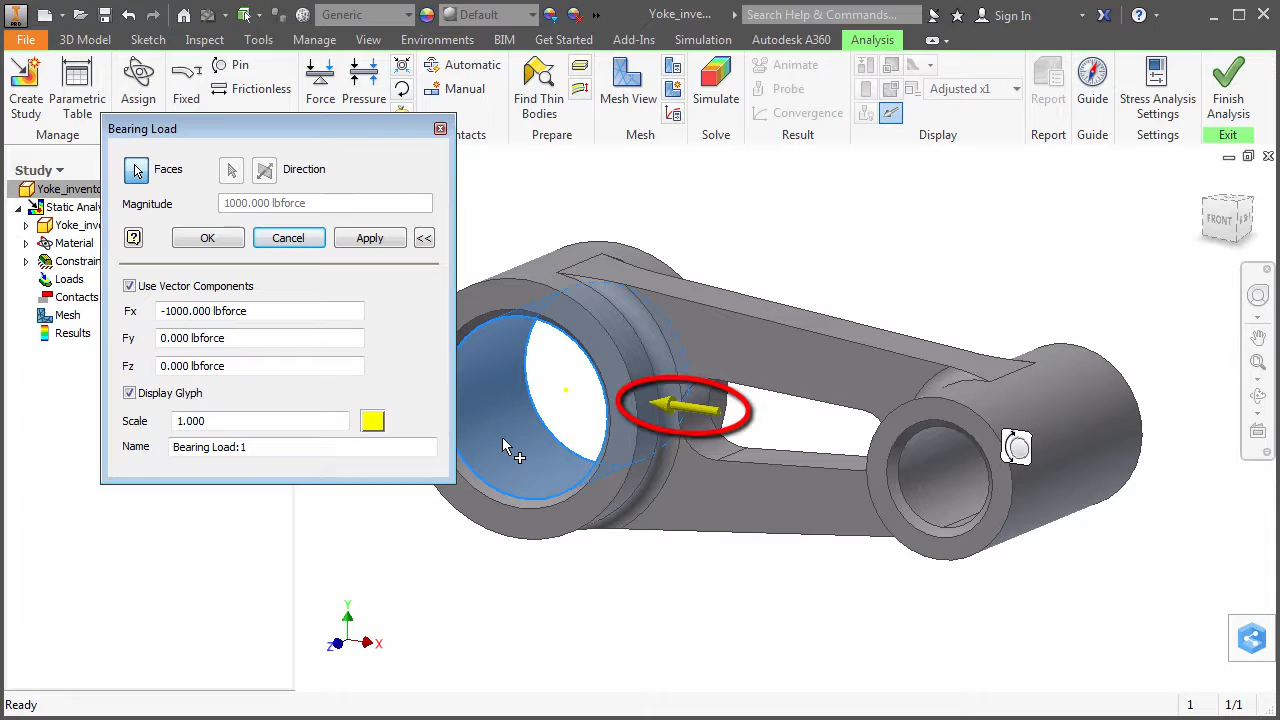 PRO
Generic
Default
Yoke_inve...
Search Help & Commands...
Sign In
File
3D Model
Sketch
Inspect
Tools
Manage
View
Environments
BIM
Get Started
Add-Ins
Simulation
Autodesk A360
Analysis
Create
Study
Parametric
Table
Manage
Assign
Fixed
Pin
Frictionless
Force
Pressure
Automatic
Manual
ntacts
Find Thin
Bodies
Prepare
Mesh View
Mesh
Simulate
Solve
Animate
Probe
Convergence
Result
Adjusted x1
Display
Report
Report
Guide
Guide
Stress Analysis
Settings
Settings
Finish
Analysis
Exit
Study
Yoke_invento
Static Analy
Yoke_inv
Material
Constrain
Loads
Contacts
Mesh
Results
Bearing Load
Faces
Direction
Magnitude
1000.000 lbforce
OK
Cancel
Apply
<<
Use Vector Components
Fx
-1000.000 lbforce
Fy
0.000 lbforce
Fz
0.000 lbforce
Display Glyph
Scale
1.000
Name
Bearing Load:1
FRONT
Y
Z
X
Ready
1
1/1